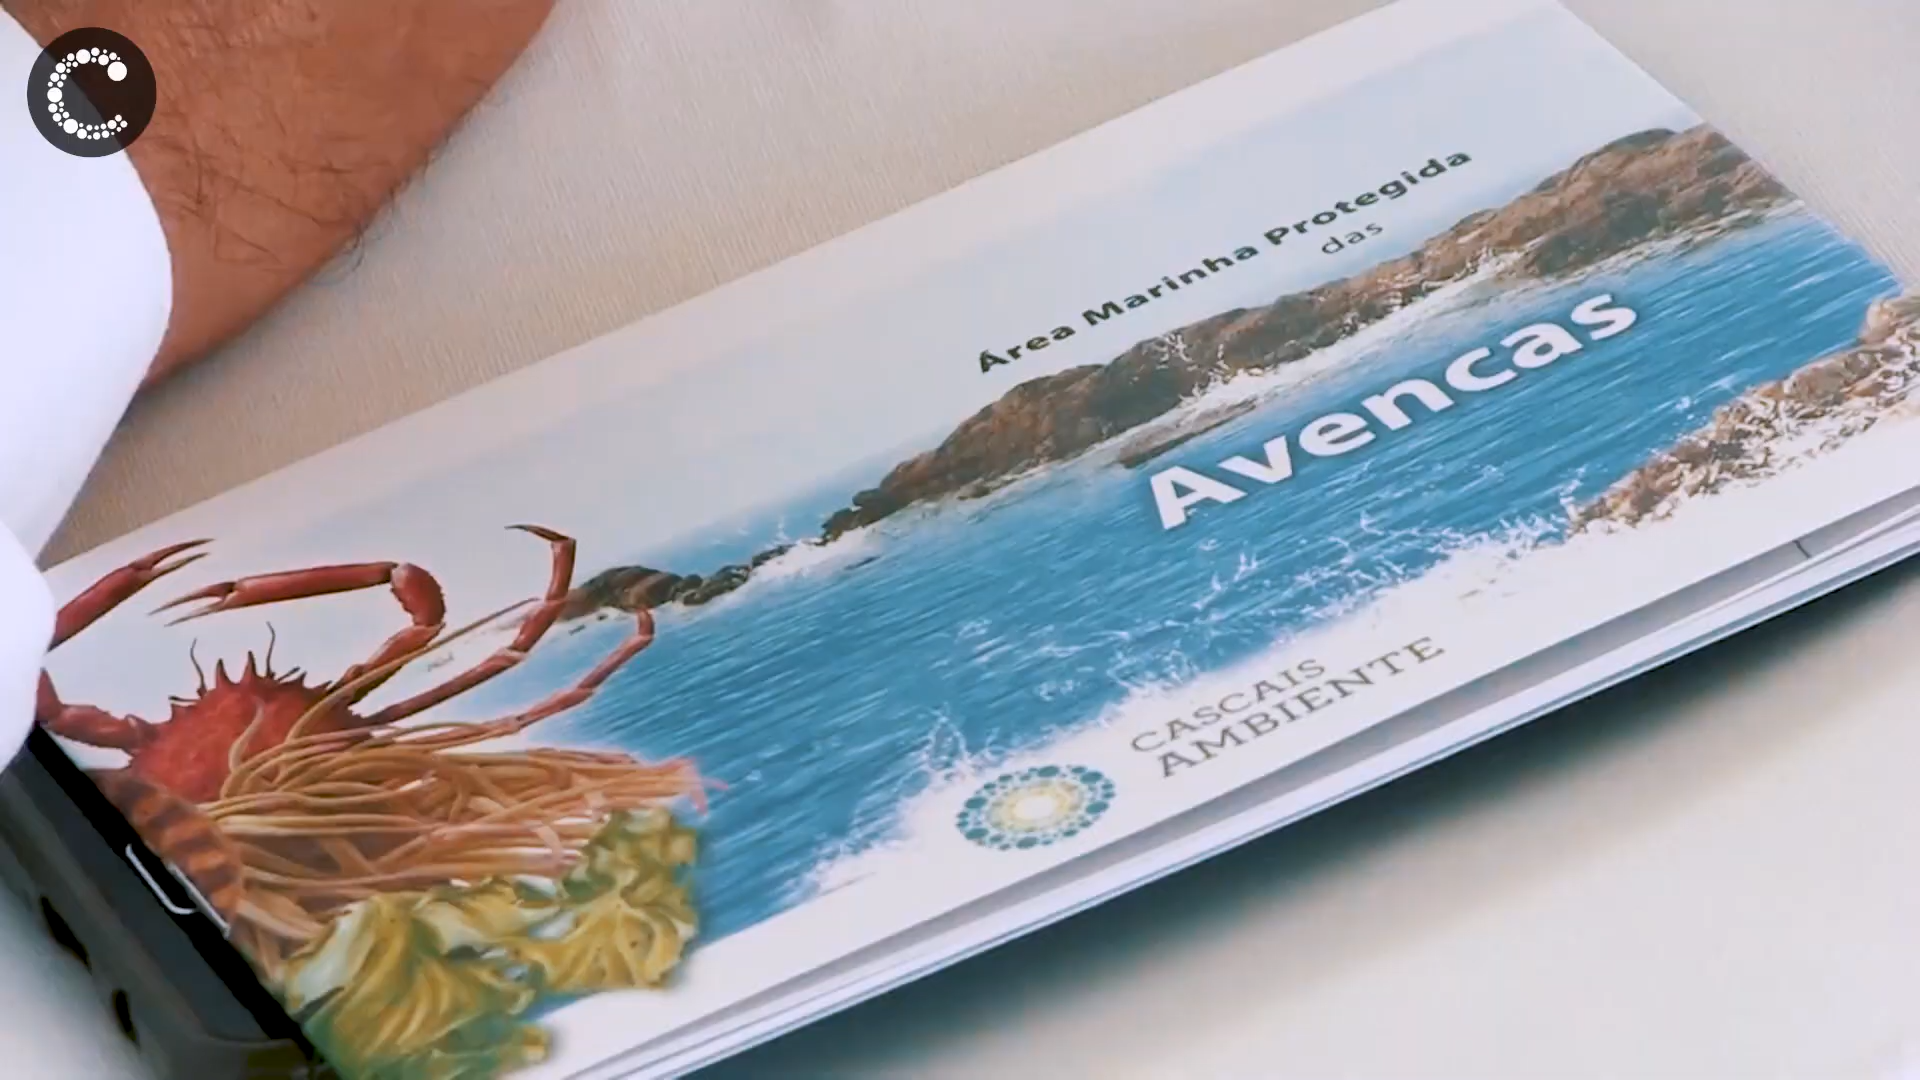 Área Marinha Protegida
das
Avencas
CASCAIS
AMBIENTE